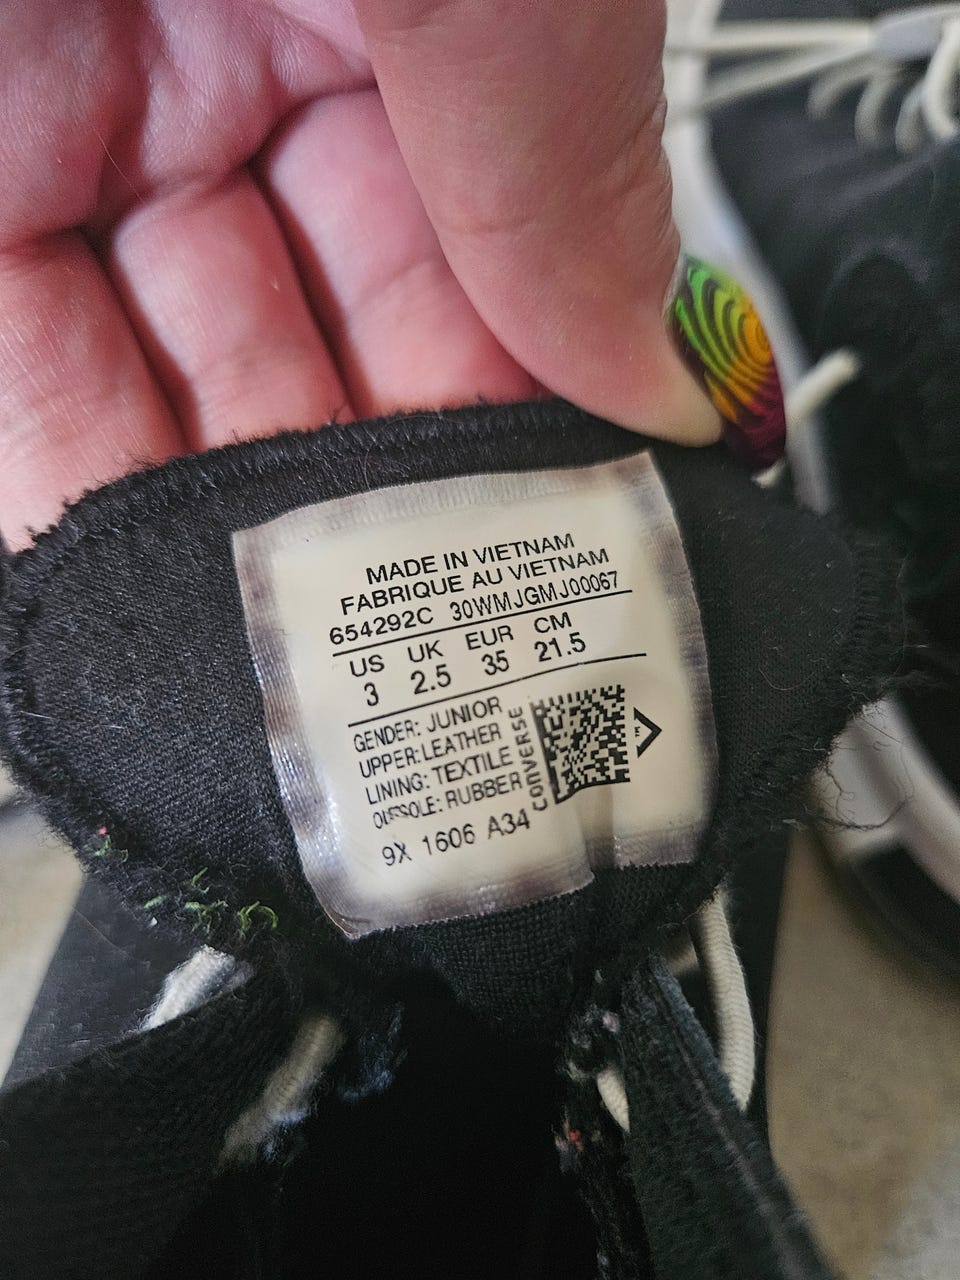 MADE IN VIETNAM
FABRIQUE AU VIETNAM
654292C 30WMJGMJ00067
US UK EUR CM
3 2.5 35 21.5
GENDER: JUNIOR
UPPER: LEATHER
LINING: TEXTILE
OUTSOLE: RUBBER
CONVERSE
TM
9X 1606 A34